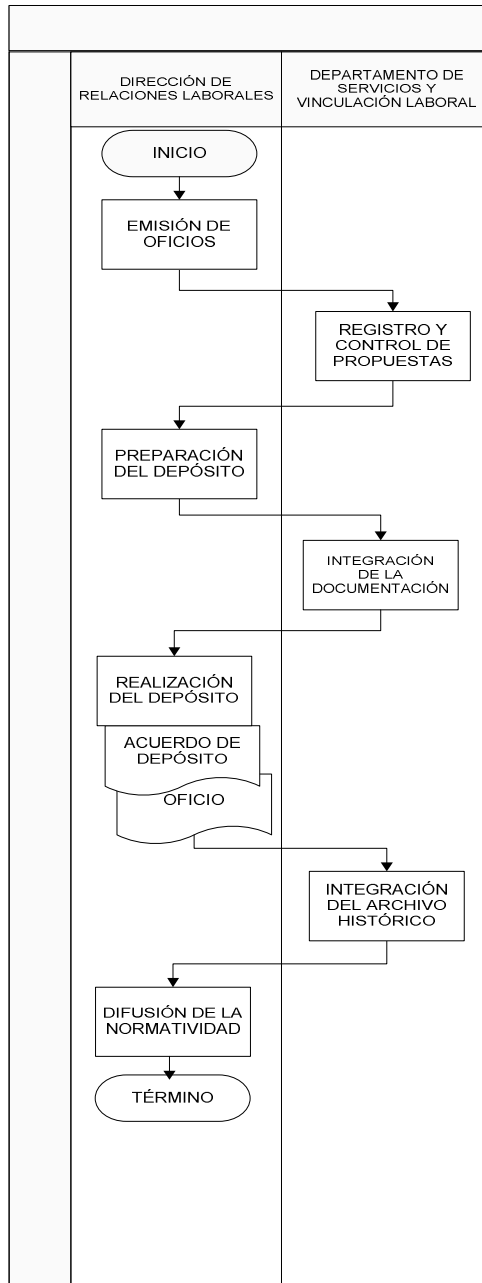 DIRECCIÓN DE
RELACIONES LABORALES
DEPARTAMENTO DE
SERVICIOS Y
VINCULACIÓN LABORAL
INICIO
EMISIÓN DE
OFICIOS
REGISTRO Y
CONTROL DE
PROPUESTAS
PREPARACIÓN
DEL DEPÓSITO
INTEGRACIÓN
DE LA
DOCUMENTACIÓN
REALIZACIÓN
DEL DEPÓSITO
ACUERDO DE
DEPÓSITO
OFICIO
INTEGRACIÓN
DEL ARCHIVO
HISTÓRICO
DIFUSIÓN DE LA
NORMATIVIDAD
TÉRMINO